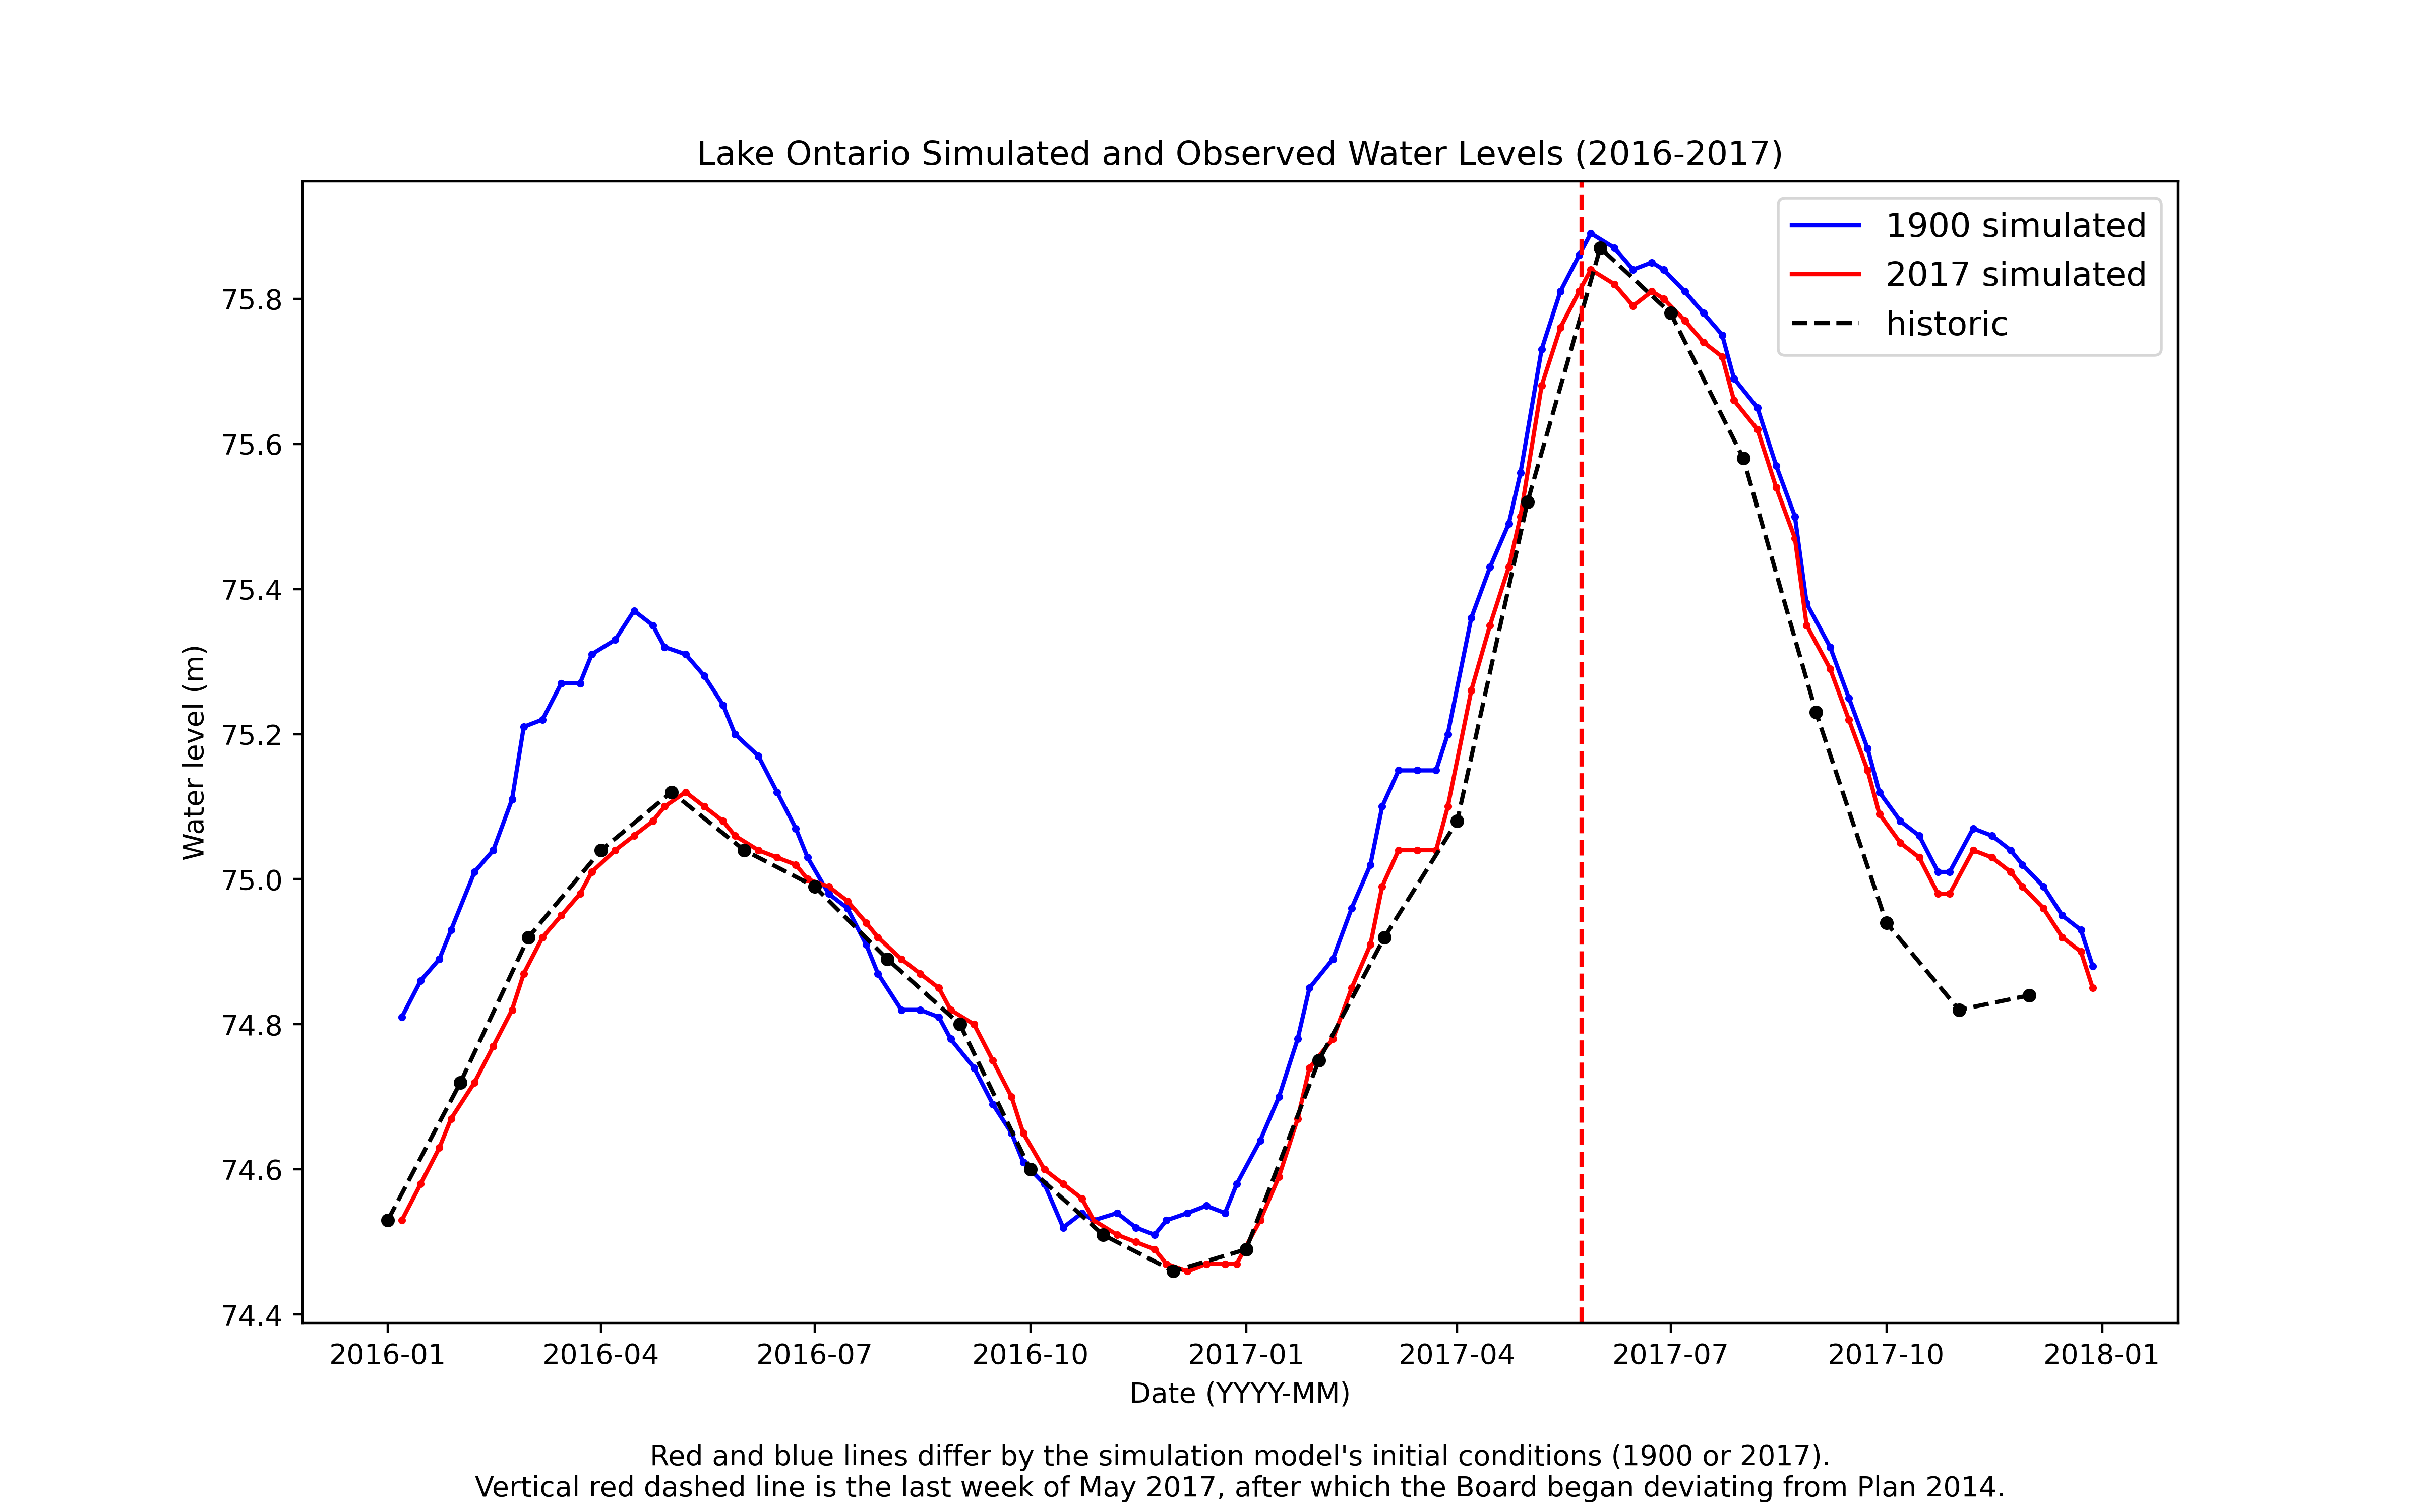 Lake Ontario Simulated and Observed Water Levels (2016-2017)
1900 simulated
2017 simulated
historic
Water level (m)
75.8
75.6
75.4
75.2
75.0
74.8
74.6
74.4
2016-01 2016-04 2016-07 2016-10 2017-01 2017-04 2017-07 2017-10 2018-01
Date (YYYY-MM)
Red and blue lines differ by the simulation model's initial conditions (1900 or 2017).
Vertical red dashed line is the last week of May 2017, after which the Board began deviating from Plan 2014.